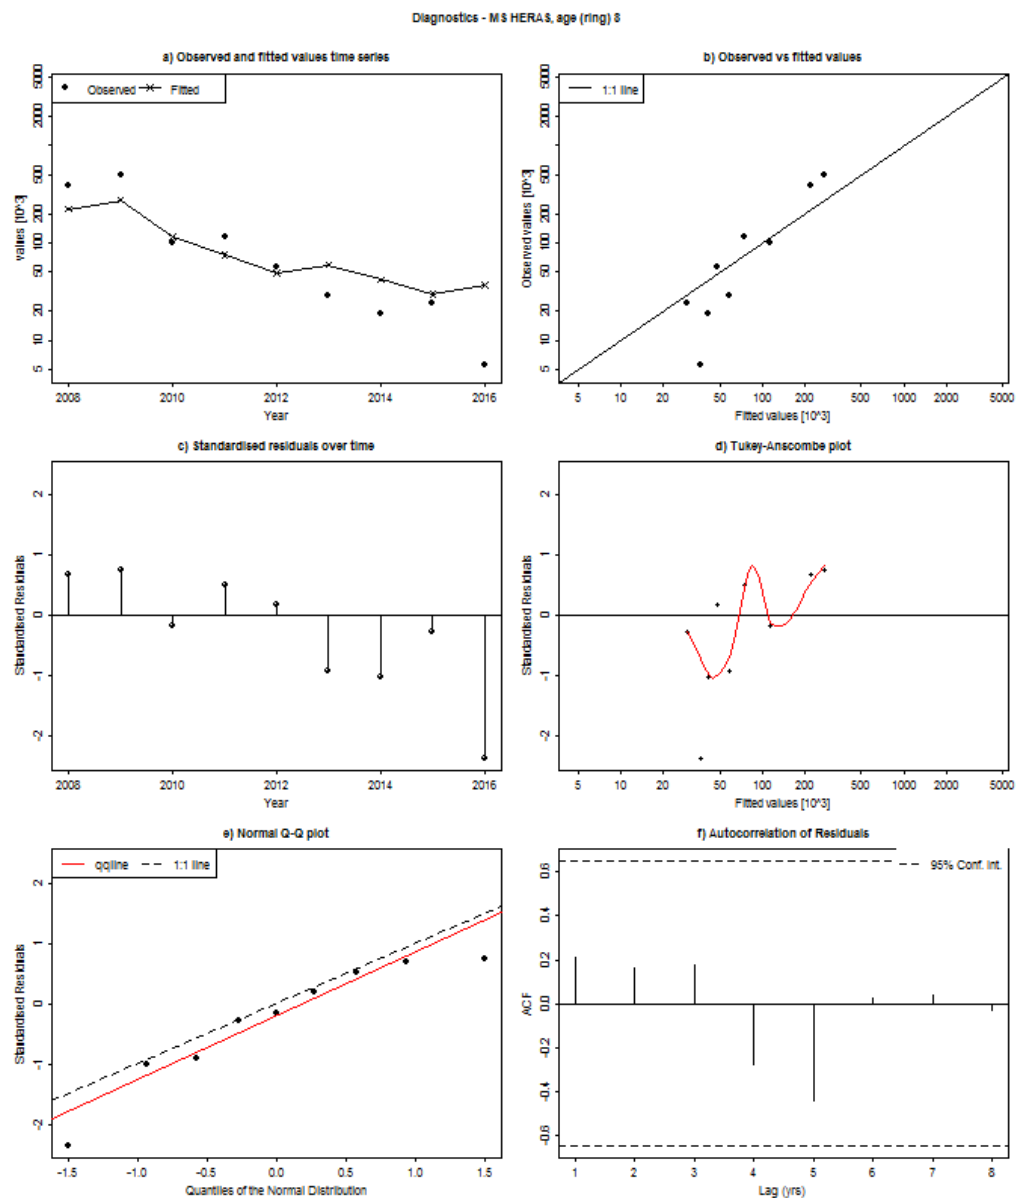 Diagnostics - MS HERAS, age (ring) 8
a) Observed and fitted values time series
Observed Fitted
values [10^3]
5 10 20 50 100 200 500 2000 5000
2008 2010 2012 2014 2016
Year
b) Observed vs fitted values
1:1 line
Observed values [10^3]
5 10 20 50 100 200 500 2000 5000
5 10 20 50 100 200 500 1000 2000 5000
Fitted values [10^3]
c) Standardised residuals over time
Standardised Residuals
-2 -1 0 1 2
2008 2010 2012 2014 2016
Year
d) Tukey-Anscombe plot
Standardised Residuals
-2 -1 0 1 2
5 10 20 50 100 200 500 1000 2000 5000
Fitted values [10^3]
e) Normal Q-Q plot
qqline 1:1 line
Standardised Residuals
-2 -1 0 1 2
-1.5 -1.0 -0.5 0.0 0.5 1.0 1.5
Quantiles of the Normal Distribution
f) Autocorrelation of Residuals
95% Conf. Int.
ACF
-0.6 -0.4 -0.2 0.0 0.2 0.4 0.6
1 2 3 4 5 6 7 8
Lag (yrs)